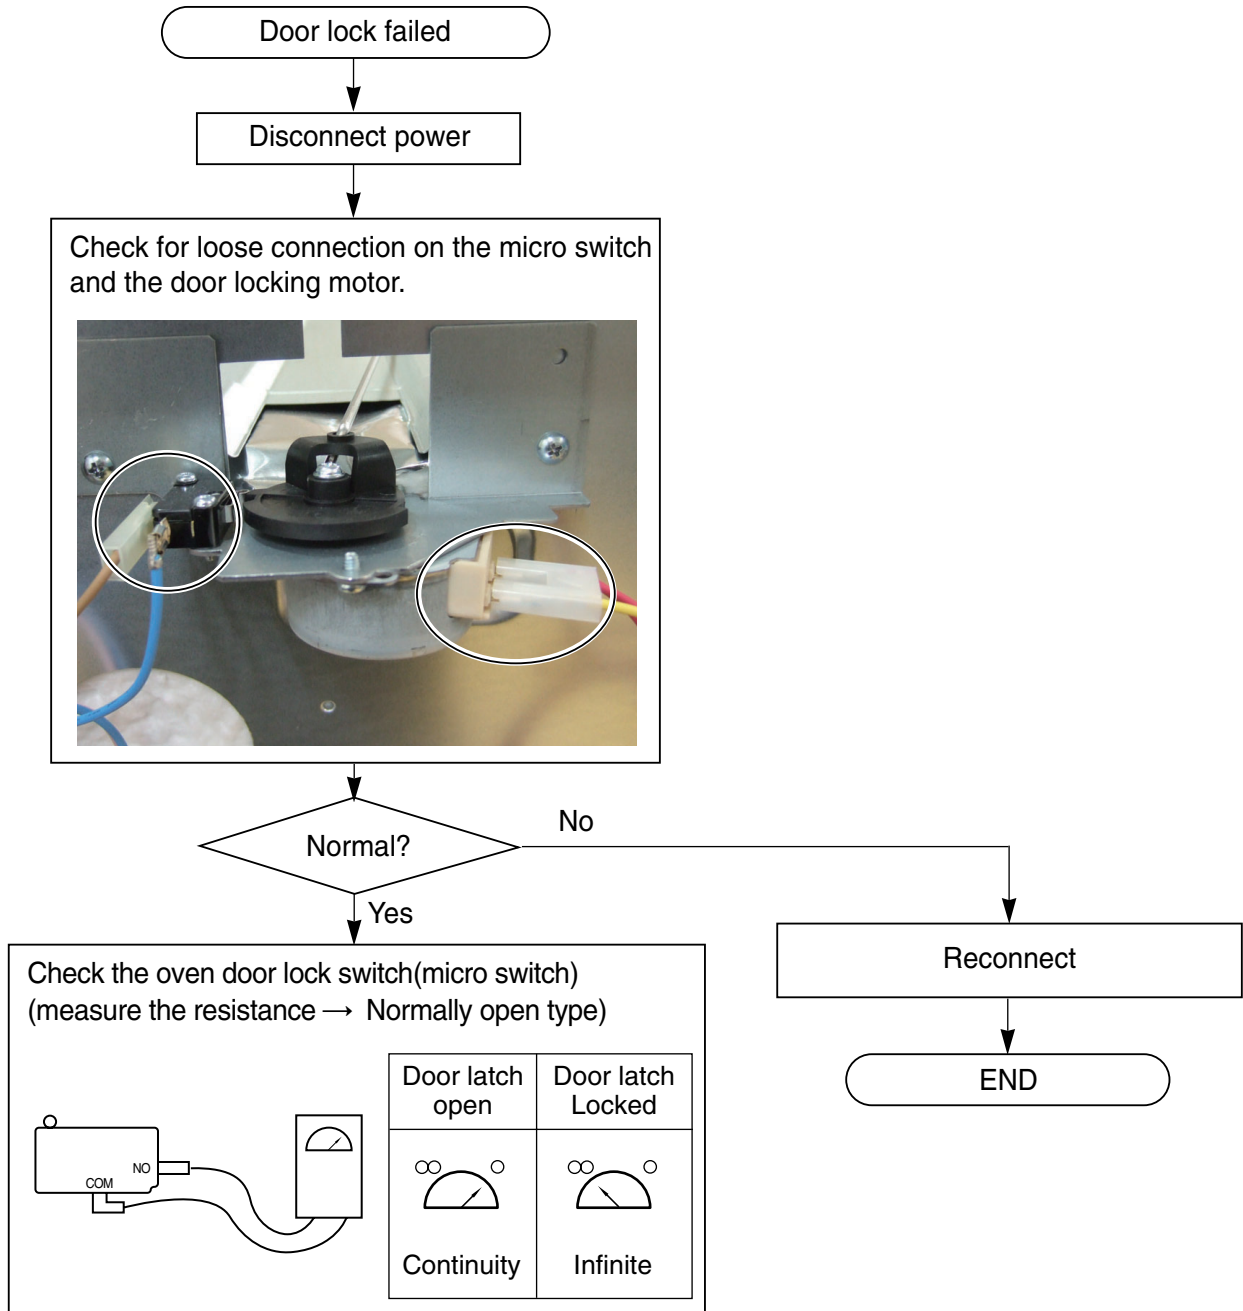 Door lock failed
Disconnect power
Check for loose connection on the micro switch
and the door locking motor.
Normal?
No
Yes
Reconnect
END
Check the oven door lock switch(micro switch)
(measure the resistance → Normally open type)
NO
COM
Door latch
open
Door latch
Locked
Continuity
Infinite